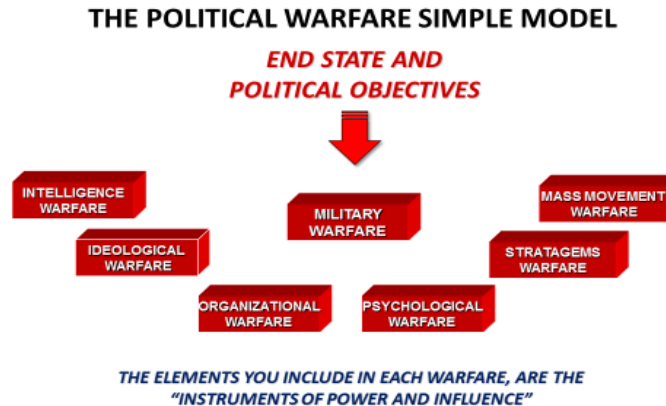 THE POLITICAL WARFARE SIMPLE MODEL
END STATE AND
POLITICAL OBJECTIVES
INTELLIGENCE
WARFARE
IDEOLOGICAL
WARFARE
ORGANIZATIONAL
WARFARE
MILITARY
WARFARE
PSYCHOLOGICAL
WARFARE
STRATAGEMS
WARFARE
MASS MOVEMENT
WARFARE
THE ELEMENTS YOU INCLUDE IN EACH WARFARE, ARE THE
“INSTRUMENTS OF POWER AND INFLUENCE”